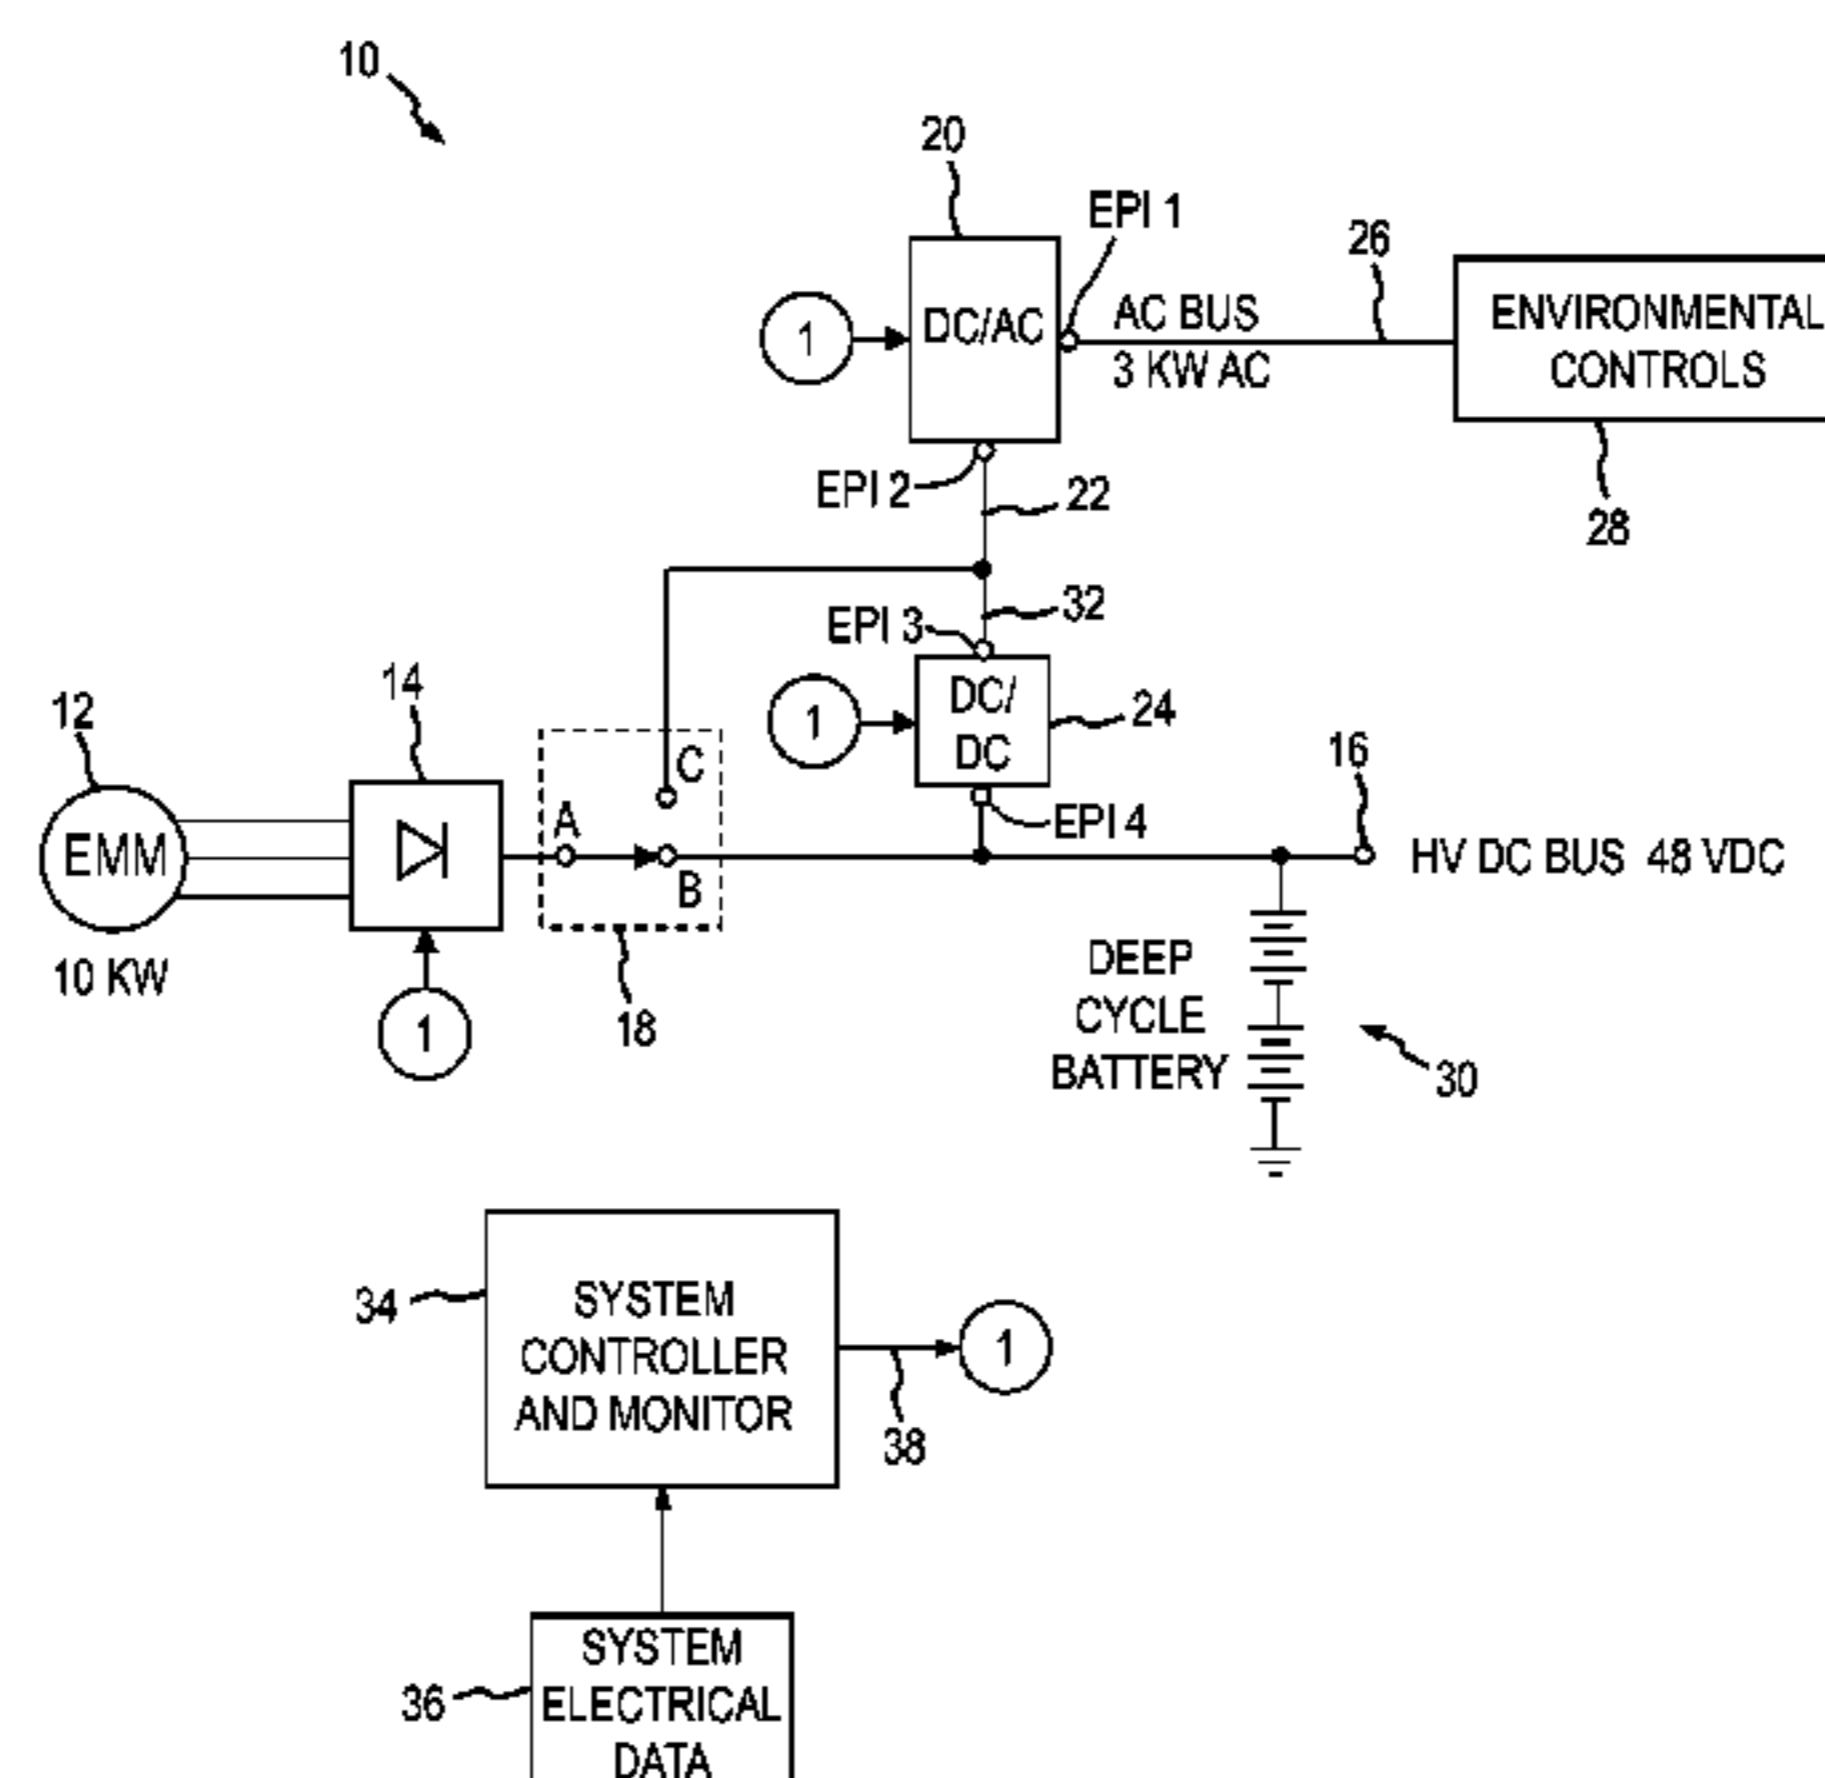 10
20
EPI 1
26
1
DC/AC
AC BUS
3 KW AC
ENVIRONMENTAL
CONTROLS
EPI 2
22
28
EPI 3
32
12
14
1
DC/
DC
24
16
C
A
EPI 4
EMM
B
HV DC BUS 48 VDC
10 KW
1
18
DEEP
CYCLE
BATTERY
30
34
SYSTEM
CONTROLLER
AND MONITOR
1
38
36
SYSTEM
ELECTRICAL
DATA